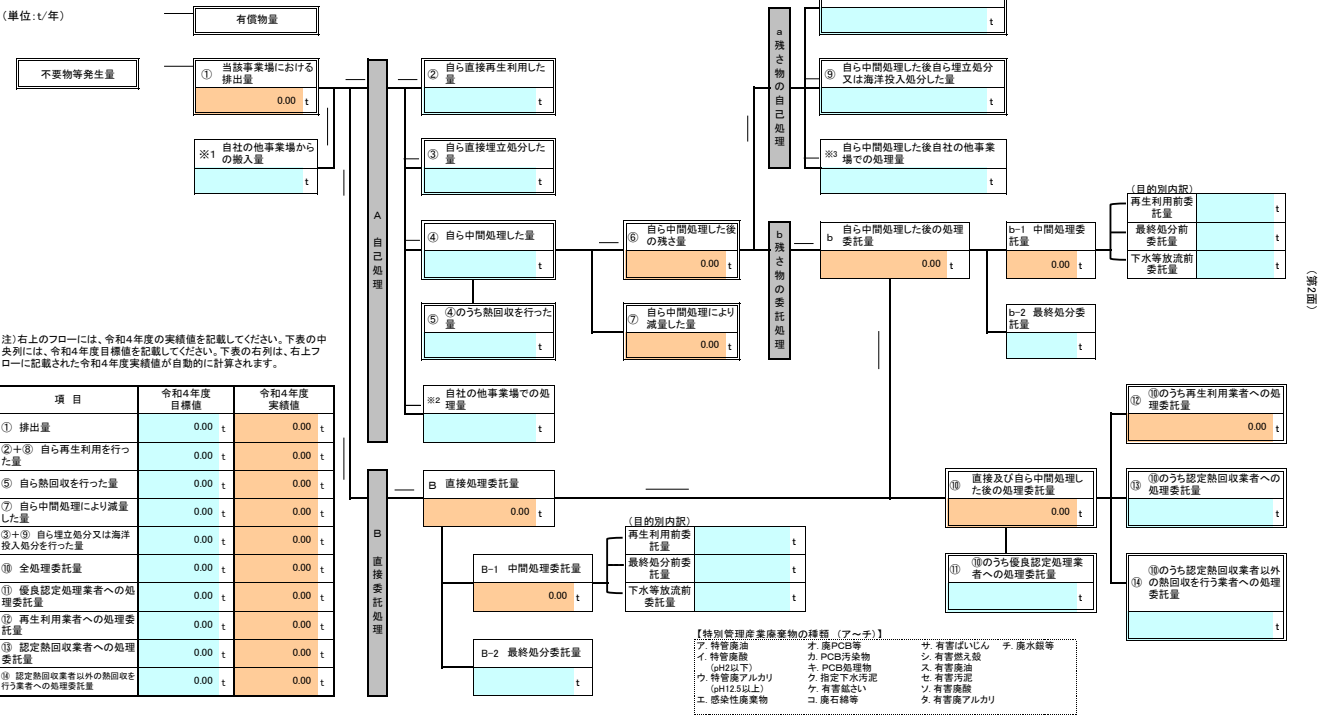 (単位:t/年)
有償物量
不要物等発生量
① 当該事業場における
排出量
0.00 t
※1 自社の他事業場から
の搬入量
t
A 自己処理
② 自ら直接再生利用した
量
t
③ 自ら直接埋立処分した
量
t
④ 自ら中間処理した量
t
⑤ ④のうち熱回収を行った
量
t
※2 自社の他事業場での処
理量
t
⑥ 自ら中間処理した後
の残さ量
0.00 t
⑦ 自ら中間処理により
減量した量
0.00 t
a 残さ物の自己処理
t
⑨ 自ら中間処理した後自ら埋立処分
又は海洋投入処分した量
t
※3 自ら中間処理した後自社の他事業
場での処理量
t
b 残さ物の委託処理
b 自ら中間処理した後の処理
委託量
0.00 t
b-1 中間処理委
託量
0.00 t
b-2 最終処分委
託量
t
(目的別内訳)
再生利用前委
託量
t
最終処分前
委託量
t
下水等放流前
委託量
t
(第2面)
注)右上のフローには、令和4年度の実績値を記載してください。下表の中
央列には、令和4年度目標値を記載してください。下表の右列は、右上フ
ローに記載された令和4年度実績値が自動的に計算されます。
項 目
令和4年度
目標値
令和4年度
実績値
① 排出量 0.00 t 0.00 t
②+⑧ 自ら再生利用を行っ
た量 0.00 t 0.00 t
⑤ 自ら熱回収を行った量 0.00 t 0.00 t
⑦ 自ら中間処理により減量
した量 0.00 t 0.00 t
③+⑨ 自ら埋立処分又は海洋
投入処分を行った量 0.00 t 0.00 t
⑩ 全処理委託量 0.00 t 0.00 t
⑪ 優良認定処理業者への処
理委託量 0.00 t 0.00 t
⑫ 再生利用業者への処理委
託量 0.00 t 0.00 t
⑬ 認定熱回収業者への処理
委託量 0.00 t 0.00 t
⑭ 認定熱回収業者以外の熱回収を
行う業者への処理委託量 0.00 t 0.00 t
B 直接委託処理
B 直接処理委託量
0.00 t
B-1 中間処理委託量
0.00 t
B-2 最終処分委託量
t
(目的別内訳)
再生利用前委
託量
t
最終処分前委
託量
t
下水等放流前
委託量
t
⑩ 直接及び自ら中間処理し
た後の処理委託量
0.00 t
⑪ ⑩のうち優良認定処理業
者への処理委託量
t
⑫ ⑩のうち再生利用業者への処
理委託量
0.00 t
⑬ ⑩のうち認定熱回収業者への
処理委託量
t
⑭ ⑩のうち認定熱回収業者以外
の熱回収を行う業者への処理
委託量
t
【特別管理産業廃棄物の種類 (ア~チ)】
ア. 特管廃油 オ. 廃PCB等 サ. 有害ばいじん チ. 廃水銀等
イ. 特管廃酸 カ. PCB汚染物 シ. 有害燃え殻
(pH2以下) キ. PCB処理物 ス. 有害廃油
ウ. 特管廃アルカリ ク. 指定下水汚泥 セ. 有害汚泥
(pH12.5以上) ケ. 有害鉱さい ソ. 有害廃酸
エ. 感染性廃棄物 コ. 廃石綿等 タ. 有害廃アルカリ